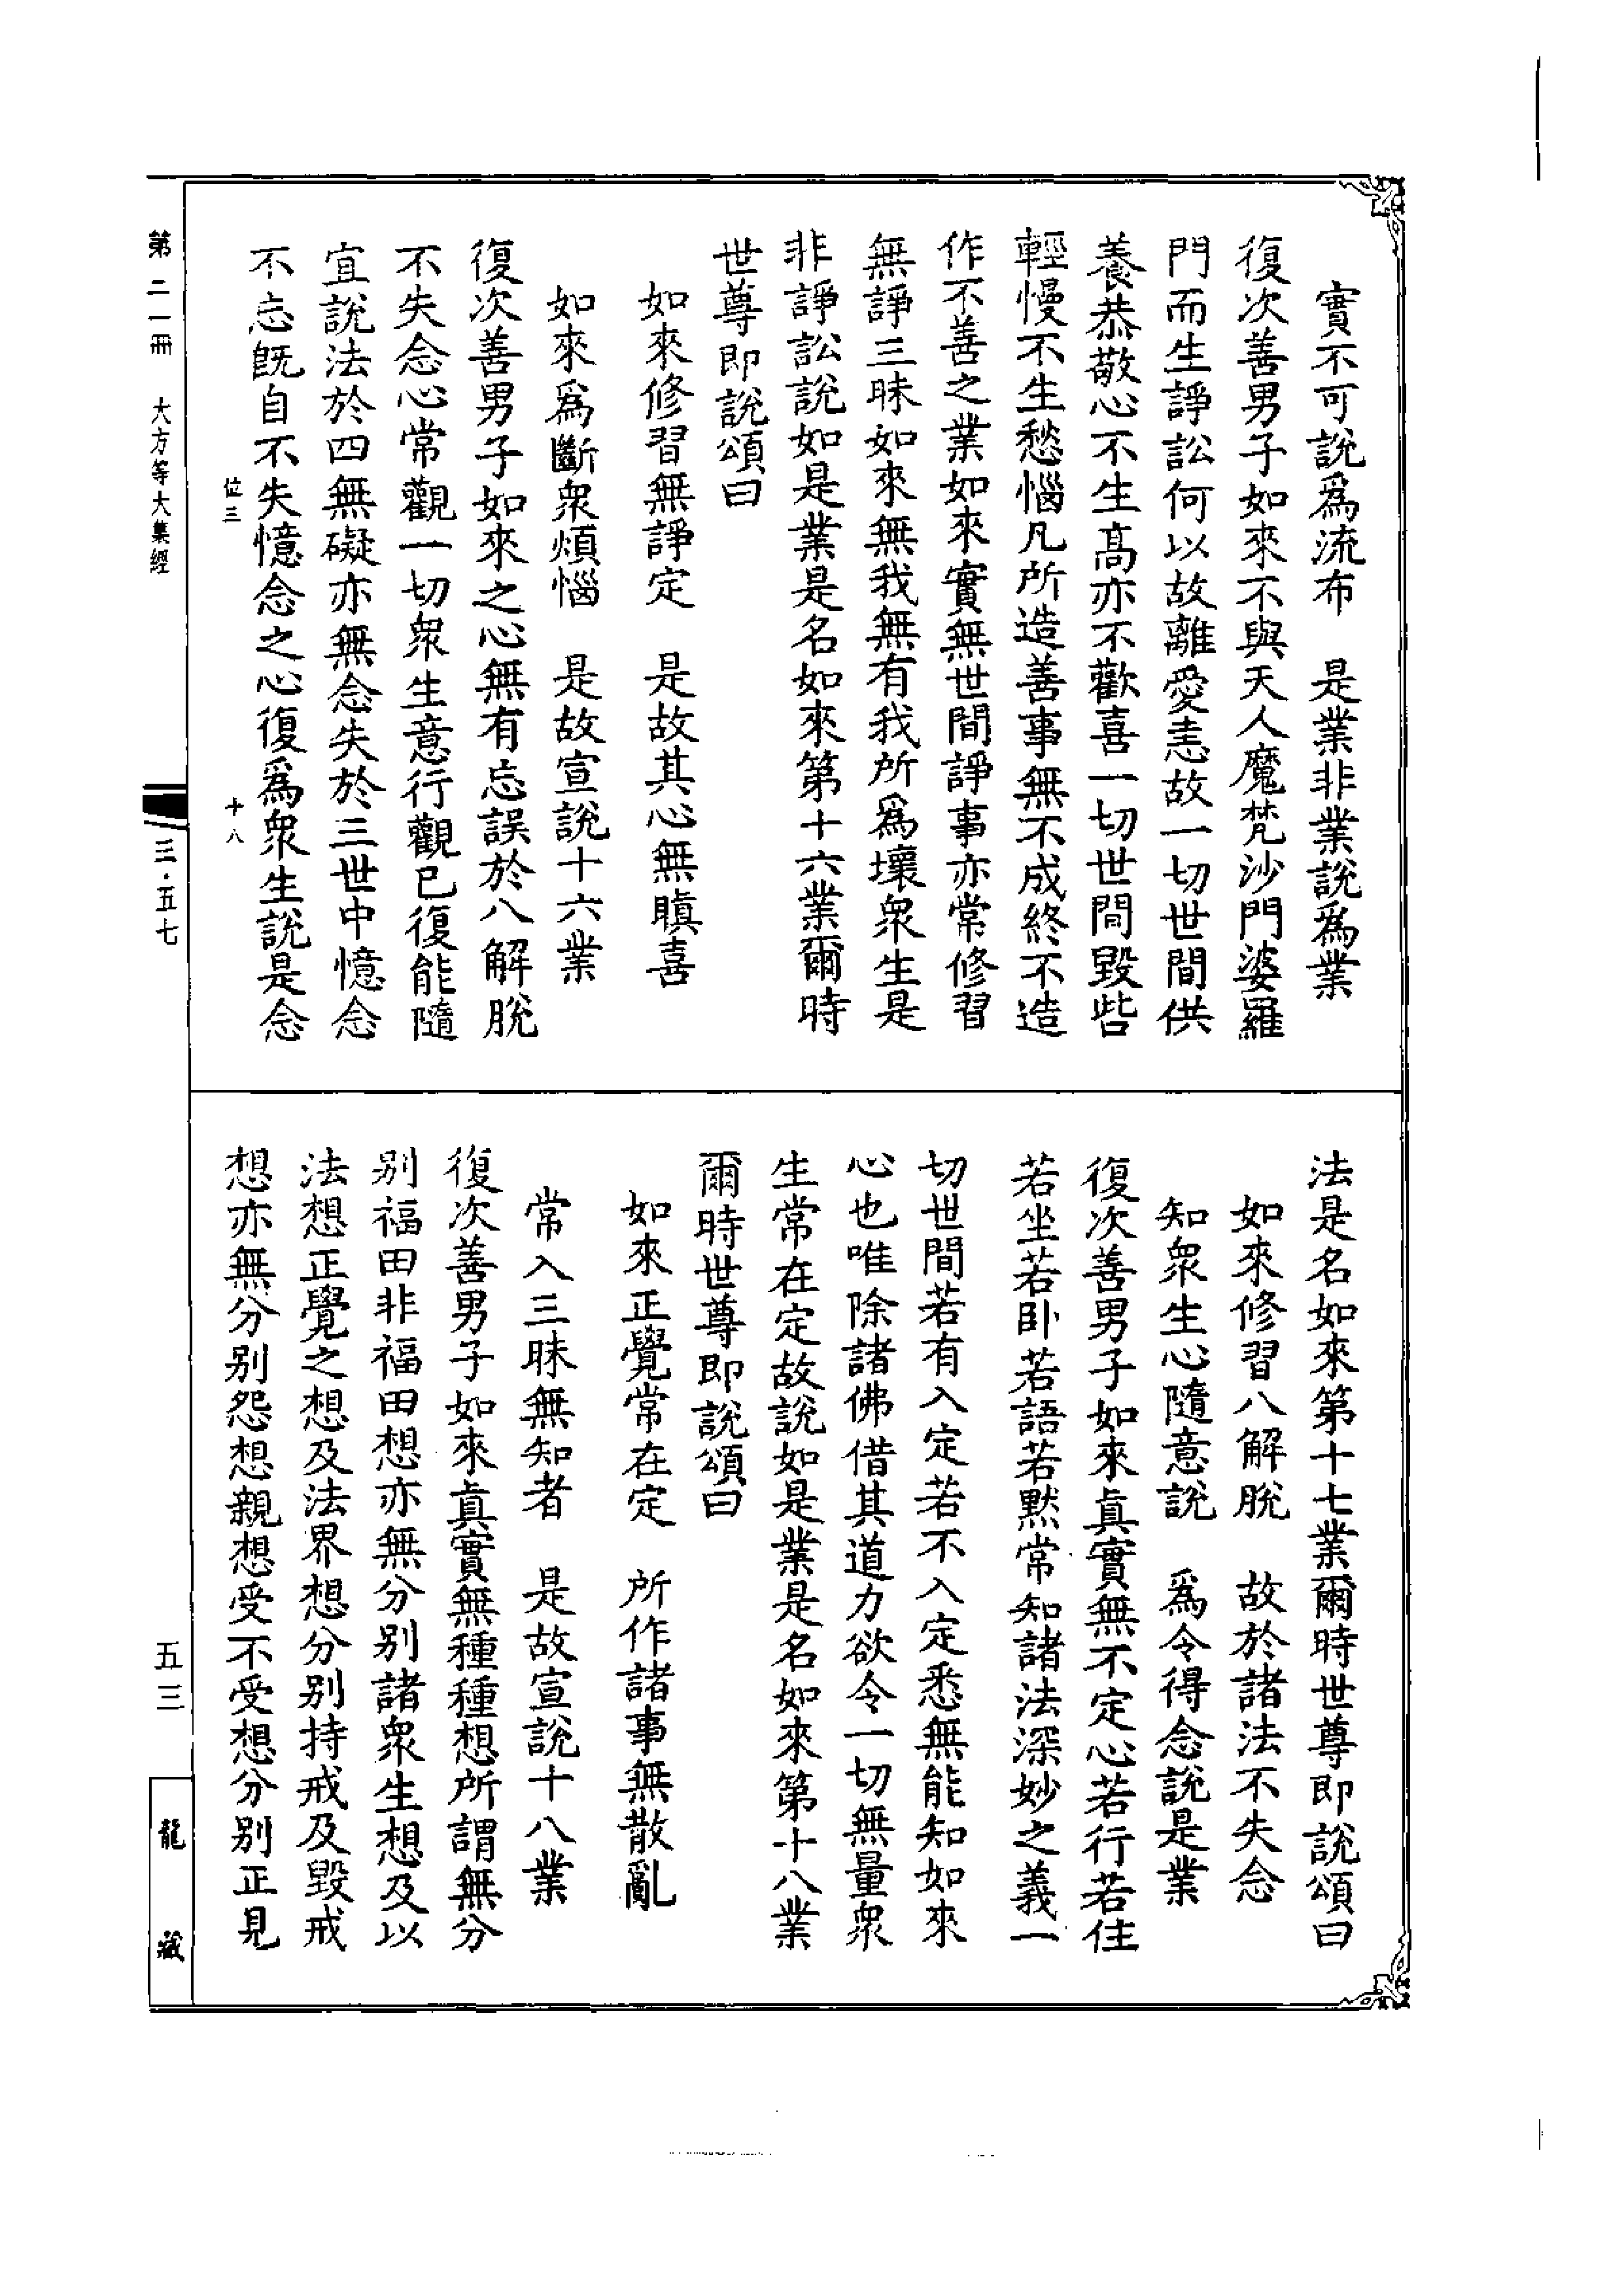 實不可說爲流布　是業非業說爲業
復次善男子如來不與天人魔梵沙門婆羅
門而生諍訟何以故離愛恚故一切世間供
養恭敬心不生高亦不歡喜一切世間毀呰
輕慢不生愁惱凡所造善事無不成終不造
作不善之業如來實無世間諍事亦常修習
無諍三昧如來無我無有我所爲壞衆生是
非諍訟說如是業是名如來第十六業爾時
世尊即說頌曰
如來修習無諍定　是故其心無瞋喜
如來爲斷衆煩惱　是故宣說十六業
復次善男子如來之心無有忘誤於八解脫
不失念心常觀一切衆生意行觀已復能隨
宜說法於四無礙亦無念失於三世中憶念
不忘旣自不失憶念之心復爲衆生說是念
位三　十八
法是名如來第十七業爾時世尊即說頌曰
如來修習八解脫　故於諸法不失念
知衆生心隨意說　爲令得念說是業
復次善男子如來眞實無不定心若行若住
若坐若卧若語若默常知諸法深妙之義一
切世間若有入定若不入定悉無能知如來
心也唯除諸佛借其道力欲令一切無量衆
生常在定故說如是業是名如來第十八業
爾時世尊即說頌曰
如來正覺常在定　所作諸事無散亂
常入三昧無知者　是故宣說十八業
復次善男子如來眞實無種種想所謂無分
别福田非福田想亦無分别諸衆生想及以
法想正覺之想及法界想分别持戒及毀戒
想亦無分别怨想親想受不受想分别正見
第二一冊　大方等大集經　三·五七　五三　龍藏